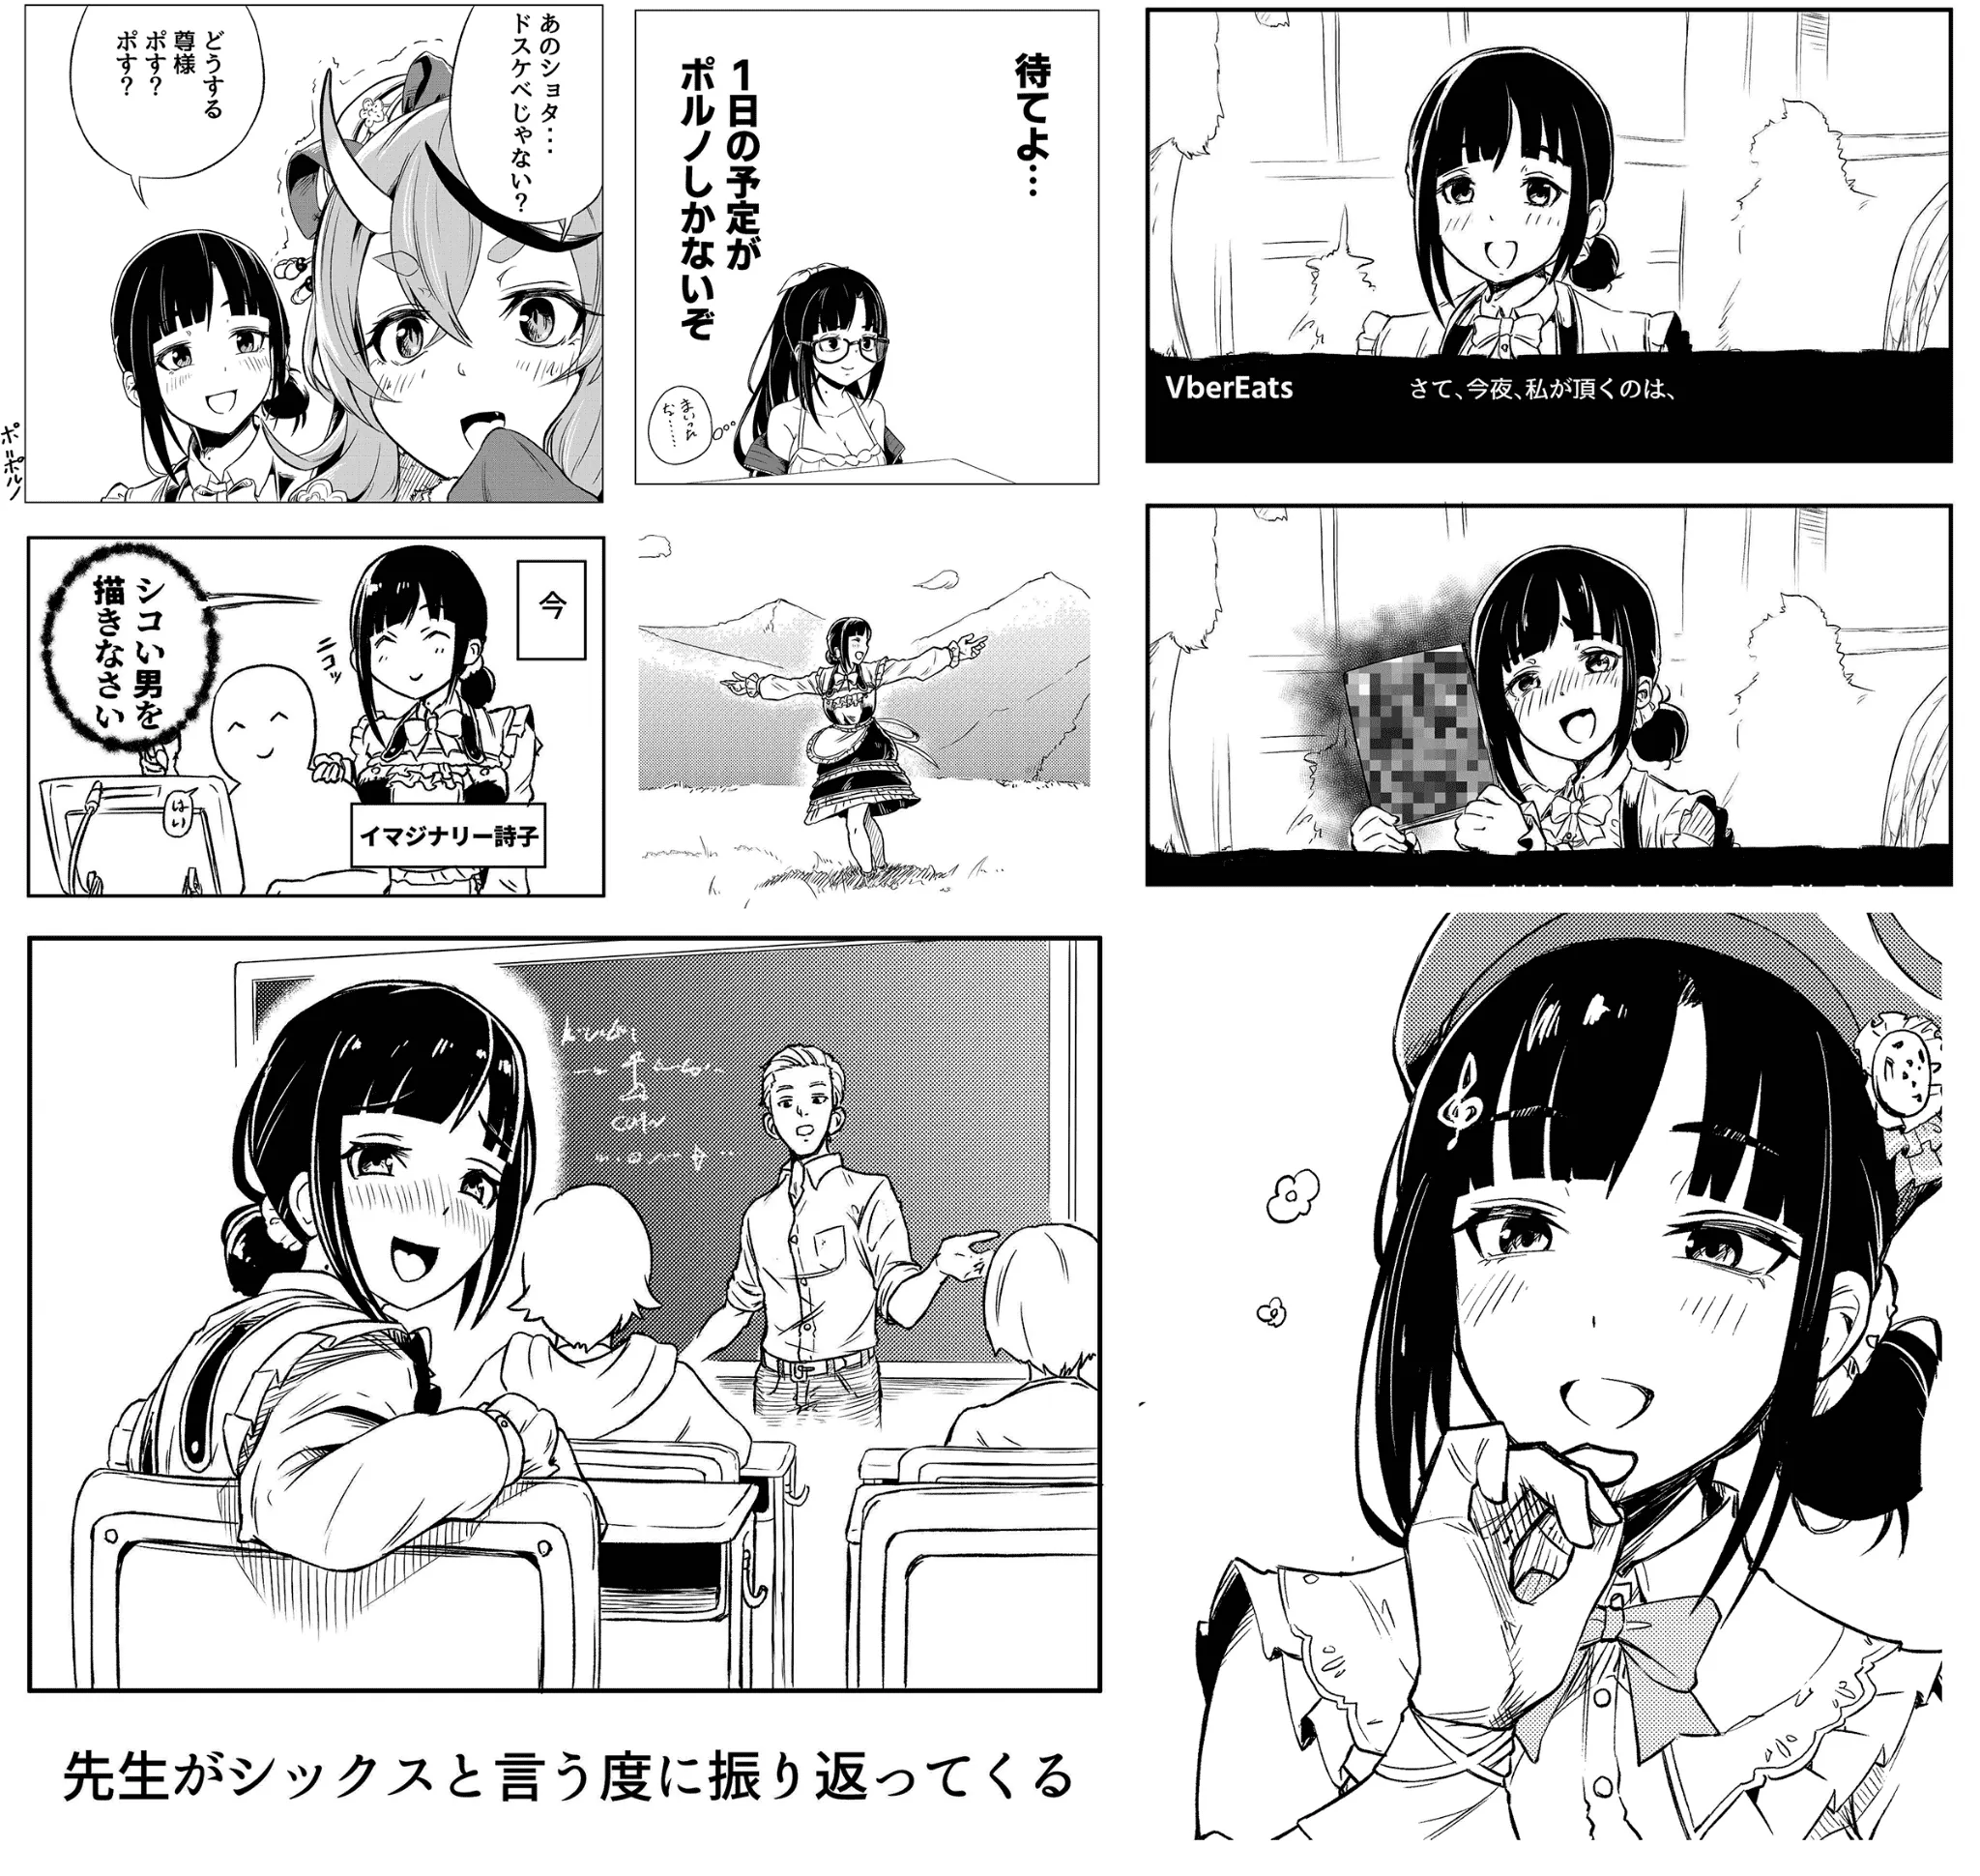 あのショタ・・・
ドスケベじゃない？
どうする
尊様
ポす？
ポす？
ポ＝ポルノ
待てよ…
１日の予定が
ポルノしかないぞ
まいったな……
VberEats
さて、今夜、私が頂くのは、
今
シコい男を
描きなさい
ニコッ
はい
イマジナリー詩子
先生がシックスと言う度に振り返ってくる